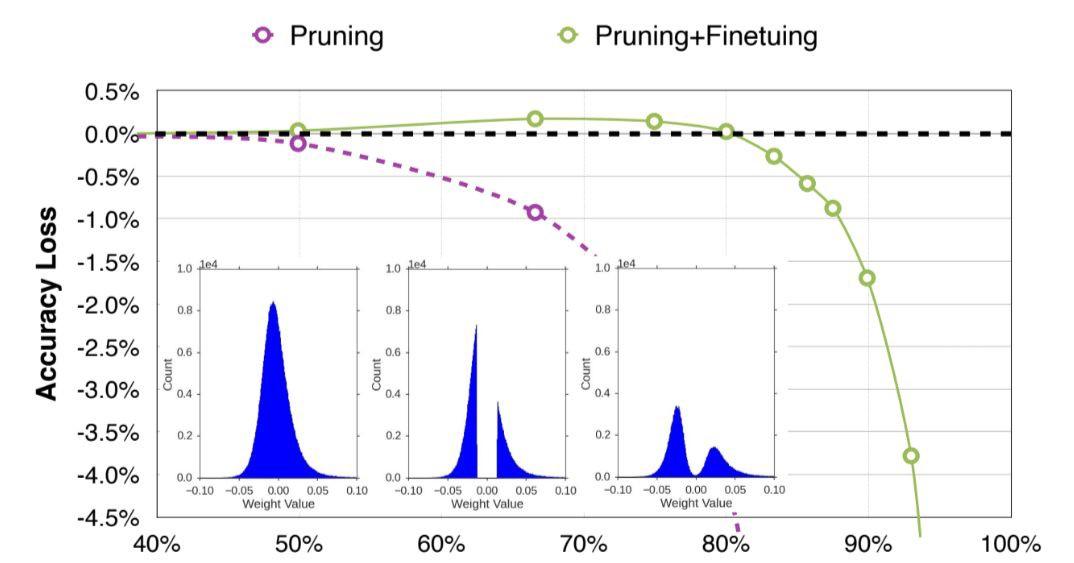 Pruning Pruning+Finetuing
0.5%
0.0%
-0.5%
-1.0%
-1.5%
-2.0%
-2.5%
-3.0%
-3.5%
-4.0%
-4.5%
Accuracy Loss
40% 50% 60% 70% 80% 90% 100%
1e4
1.0
0.8
0.6
0.4
0.2
0.0
Count
-0.10 -0.05 0.00 0.05 0.10
Weight Value
1e4
1.0
0.8
0.6
0.4
0.2
0.0
Count
-0.10 -0.05 0.00 0.05 0.10
Weight Value
1e4
1.0
0.8
0.6
0.4
0.2
0.0
Count
-0.10 -0.05 0.00 0.05 0.10
Weight Value